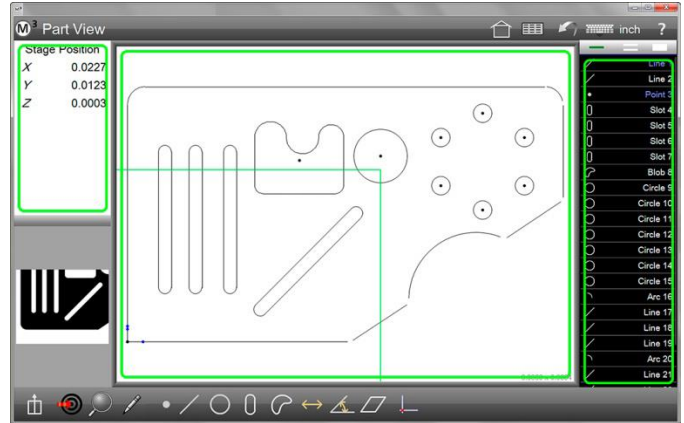 M³ Part View
inch ?
Stage Position
X 0.0227
Y 0.0123
Z 0.0003
Line
Line 2
Point 3
Slot 4
Slot 5
Slot 6
Slot 7
Blob 8
Circle 9
Circle 10
Circle 11
Circle 12
Circle 13
Circle 14
Circle 15
Arc 16
Line 17
Line 18
Line 19
Arc 20
Line 21